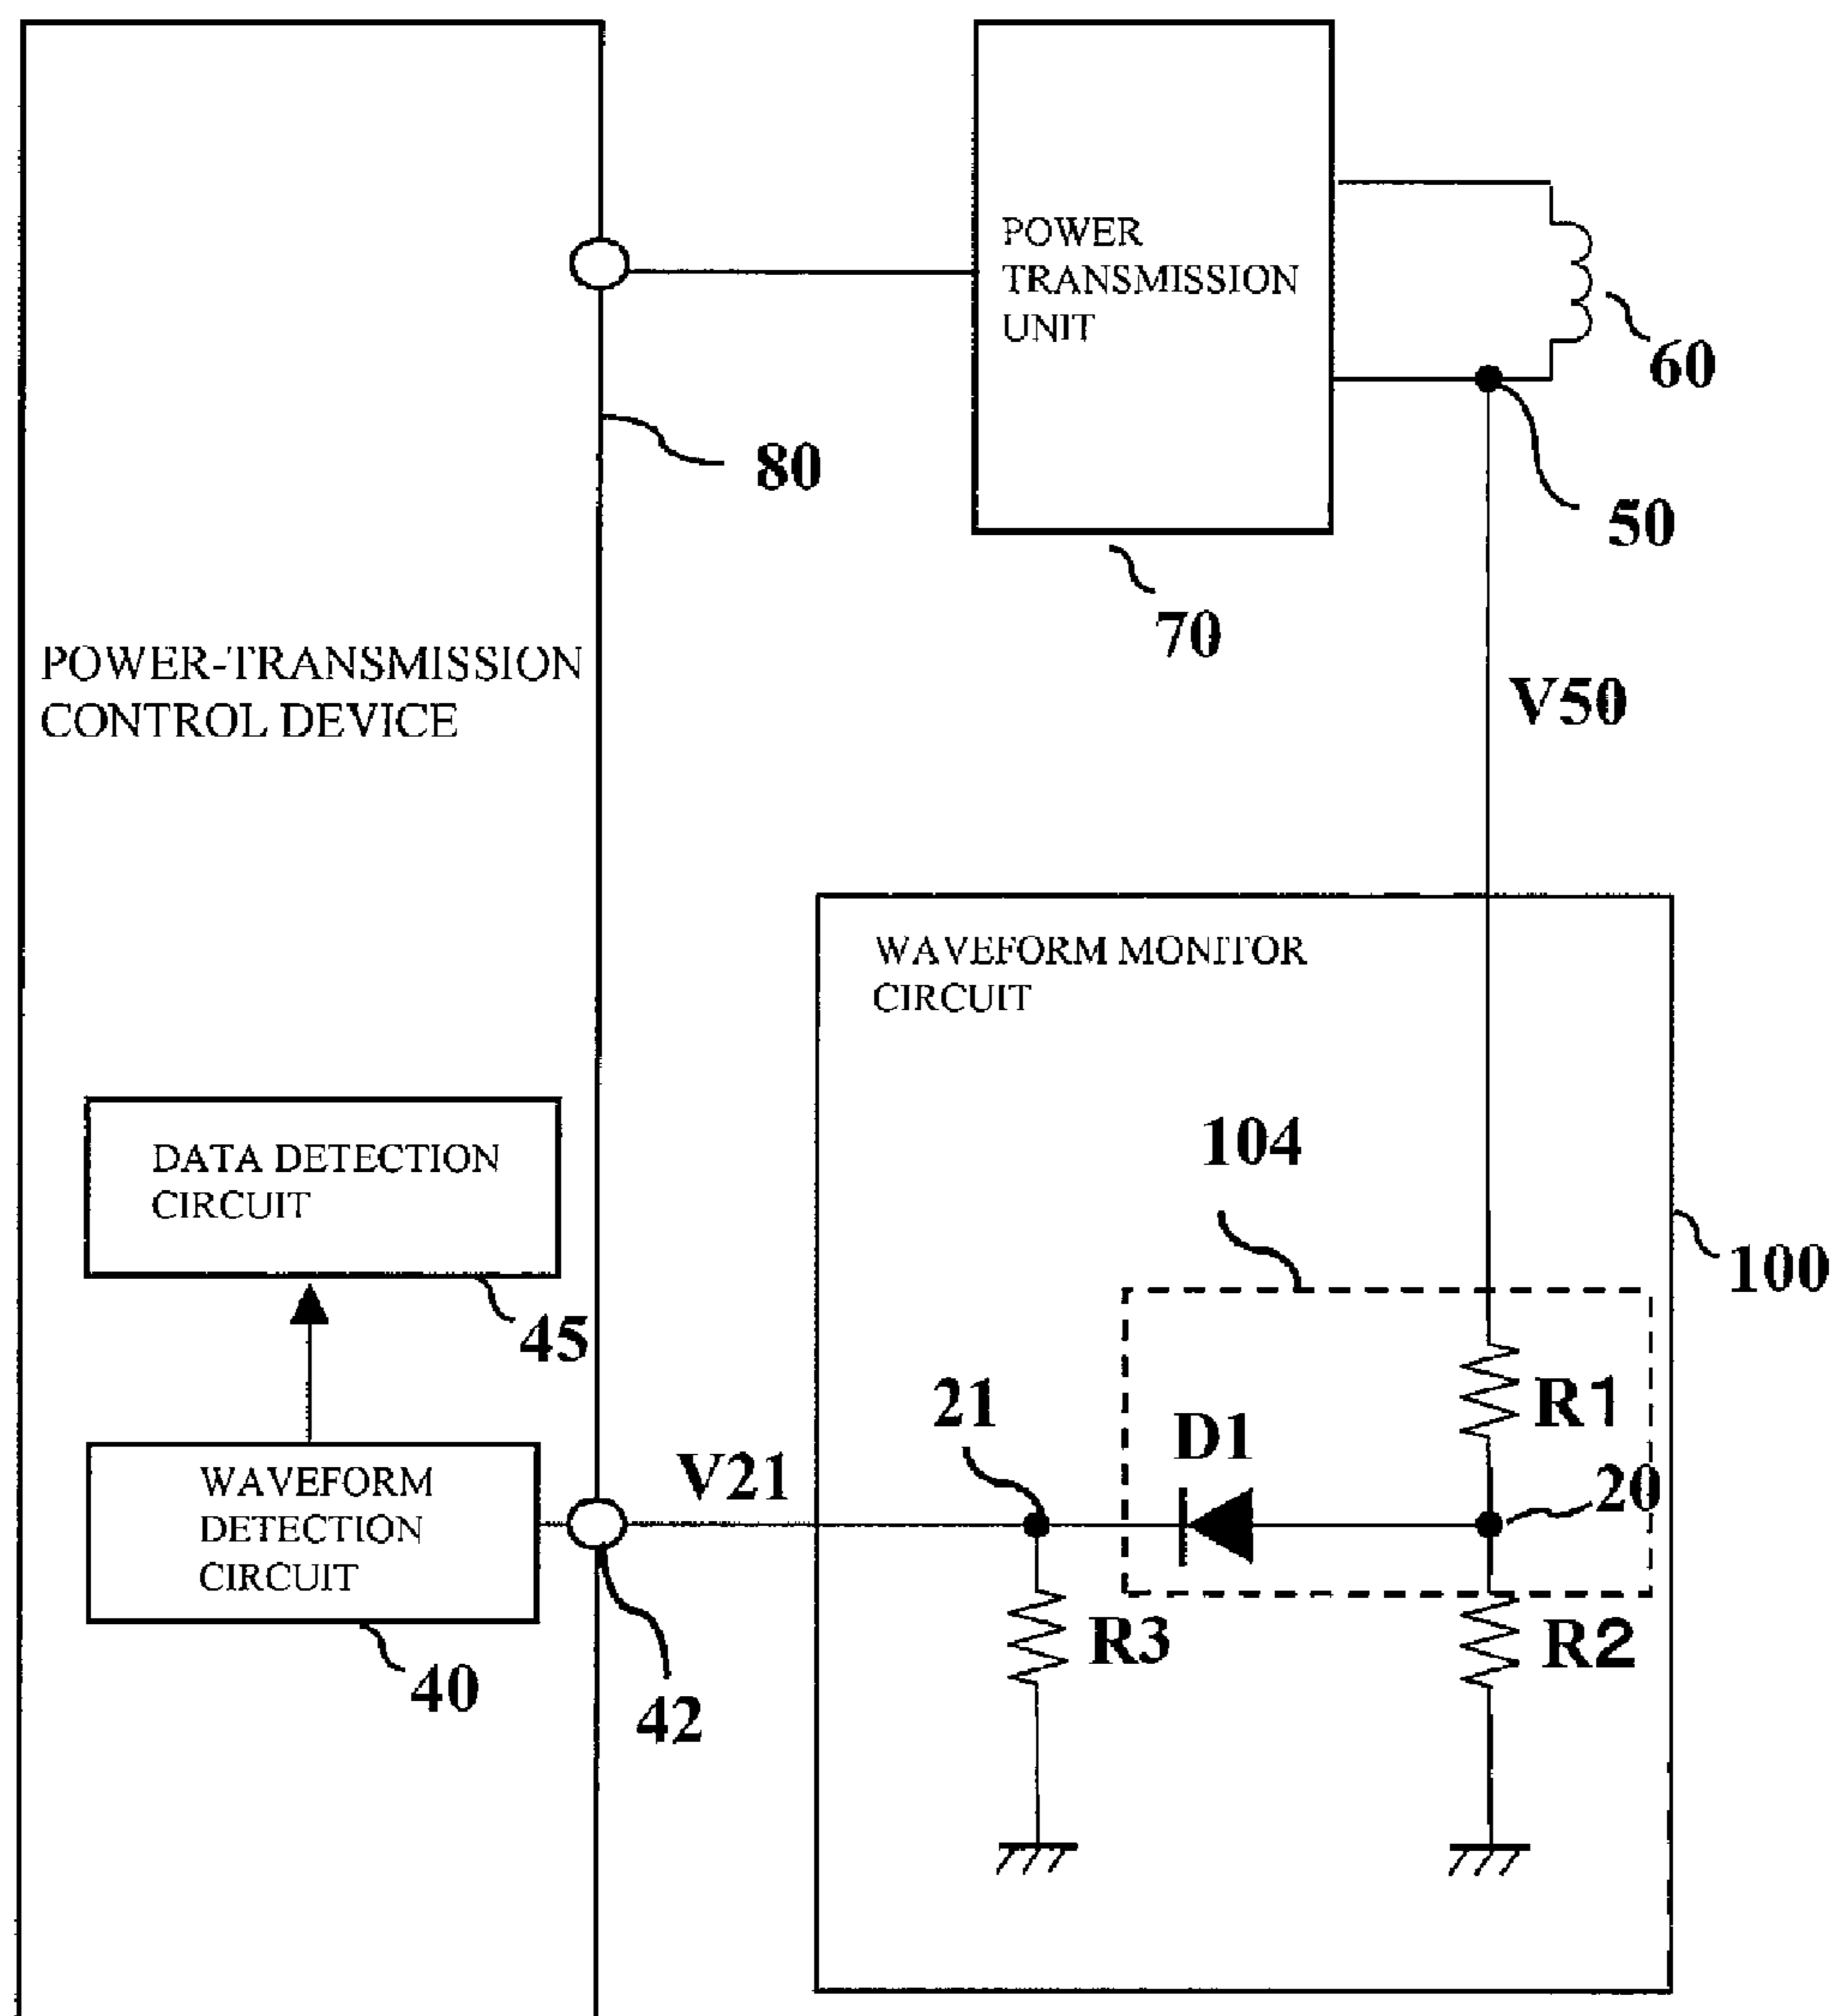 POWER
TRANSMISSION
UNIT
60
80
50
70
POWER-TRANSMISSION
CONTROL DEVICE
V50
WAVEFORM MONITOR
CIRCUIT
104
DATA DETECTION
CIRCUIT
100
45
21
D1
R1
V21
20
WAVEFORM
DETECTION
CIRCUIT
R3
R2
40
42